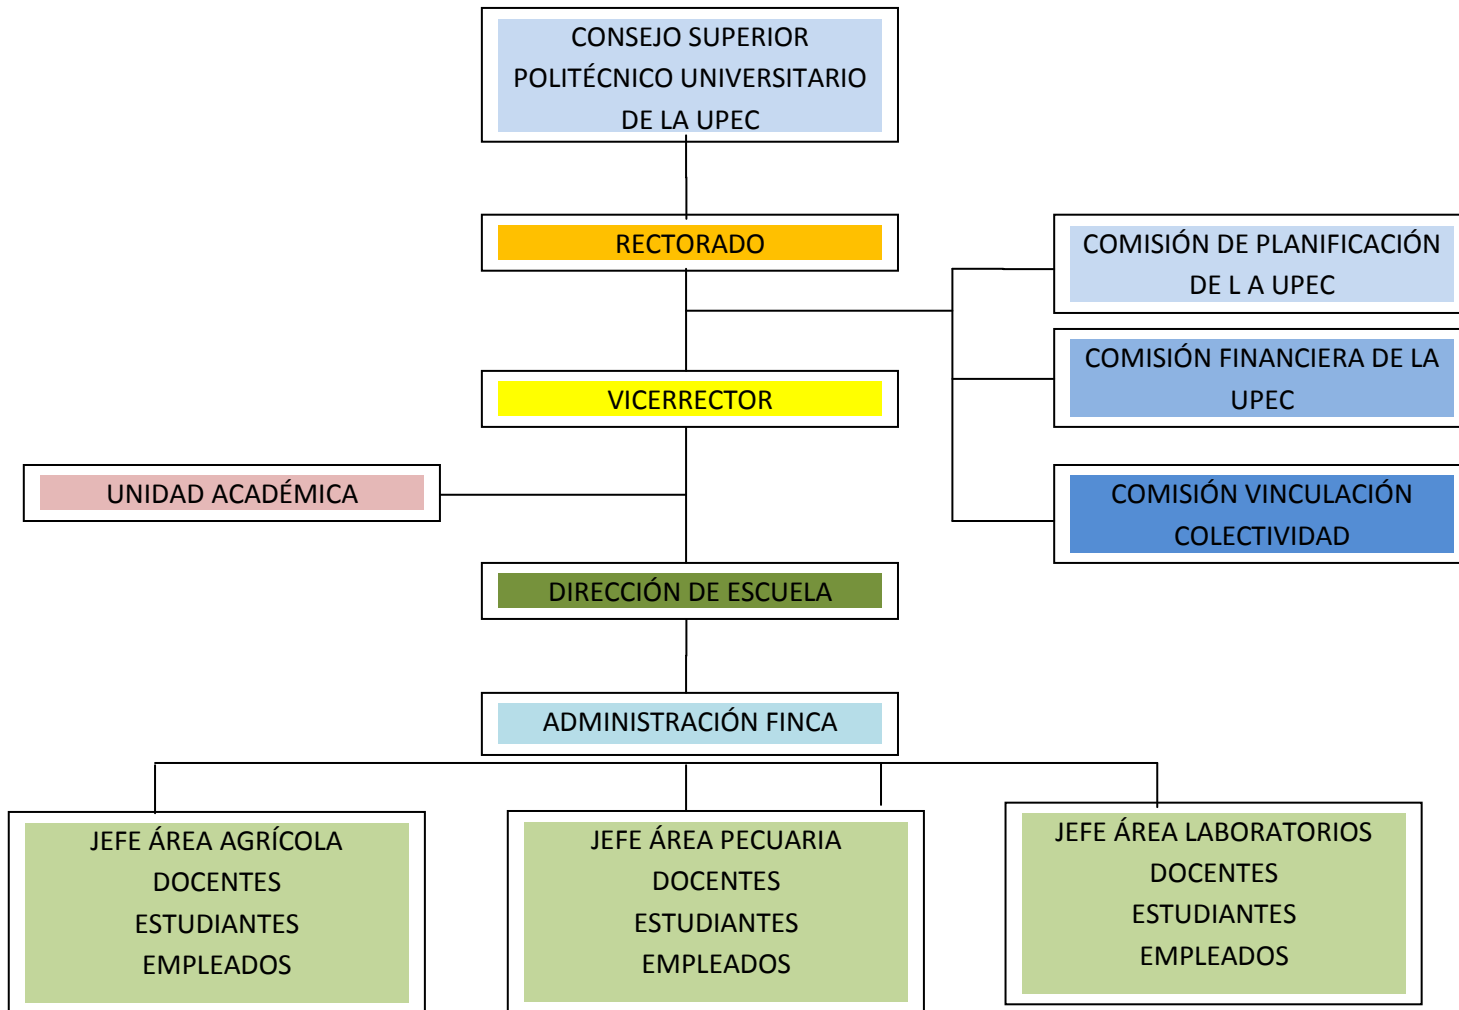 CONSEJO SUPERIOR
POLITÉCNICO UNIVERSITARIO
DE LA UPEC
RECTORADO
COMISIÓN DE PLANIFICACIÓN
DE L A UPEC
COMISIÓN FINANCIERA DE LA
UPEC
VICERRECTOR
UNIDAD ACADÉMICA
COMISIÓN VINCULACIÓN
COLECTIVIDAD
DIRECCIÓN DE ESCUELA
ADMINISTRACIÓN FINCA
JEFE ÁREA AGRÍCOLA
DOCENTES
ESTUDIANTES
EMPLEADOS
JEFE ÁREA PECUARIA
DOCENTES
ESTUDIANTES
EMPLEADOS
JEFE ÁREA LABORATORIOS
DOCENTES
ESTUDIANTES
EMPLEADOS